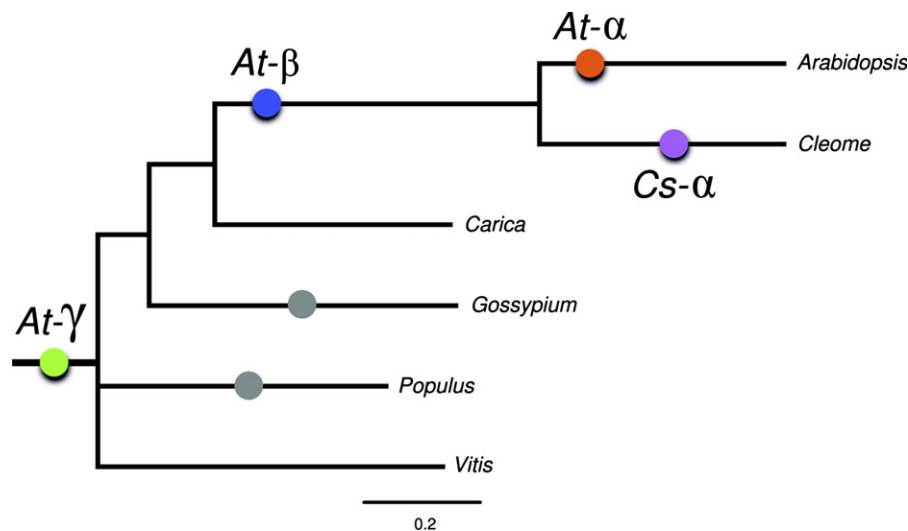 At-α
At-β
Arabidopsis
Cleome
Cs-α
Carica
Gossypium
At-γ
Populus
Vitis
0.2